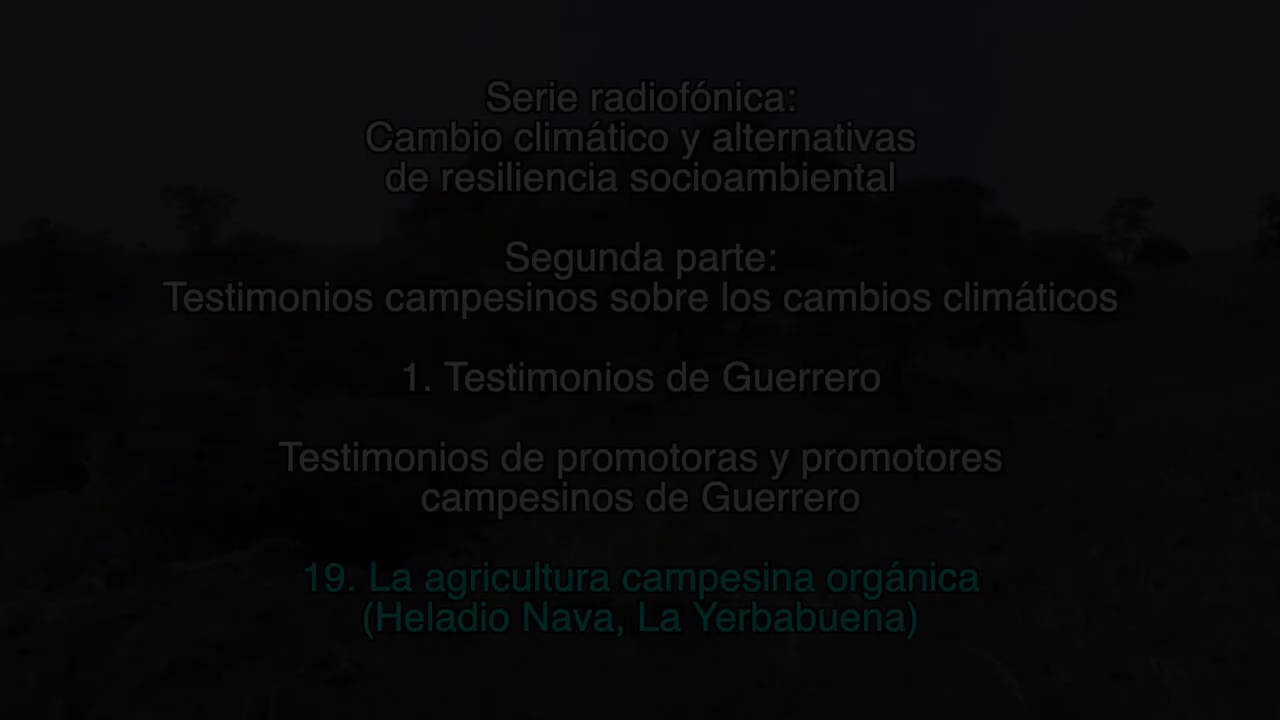 Serie radiofónica:
Cambio climático y alternativas
de resiliencia socioambiental
Segunda parte:
Testimonios campesinos sobre los cambios climáticos
1. Testimonios de Guerrero
Testimonios de promotoras y promotores
campesinos de Guerrero
19. La agricultura campesina orgánica
(Heladio Nava, La Yerbabuena)